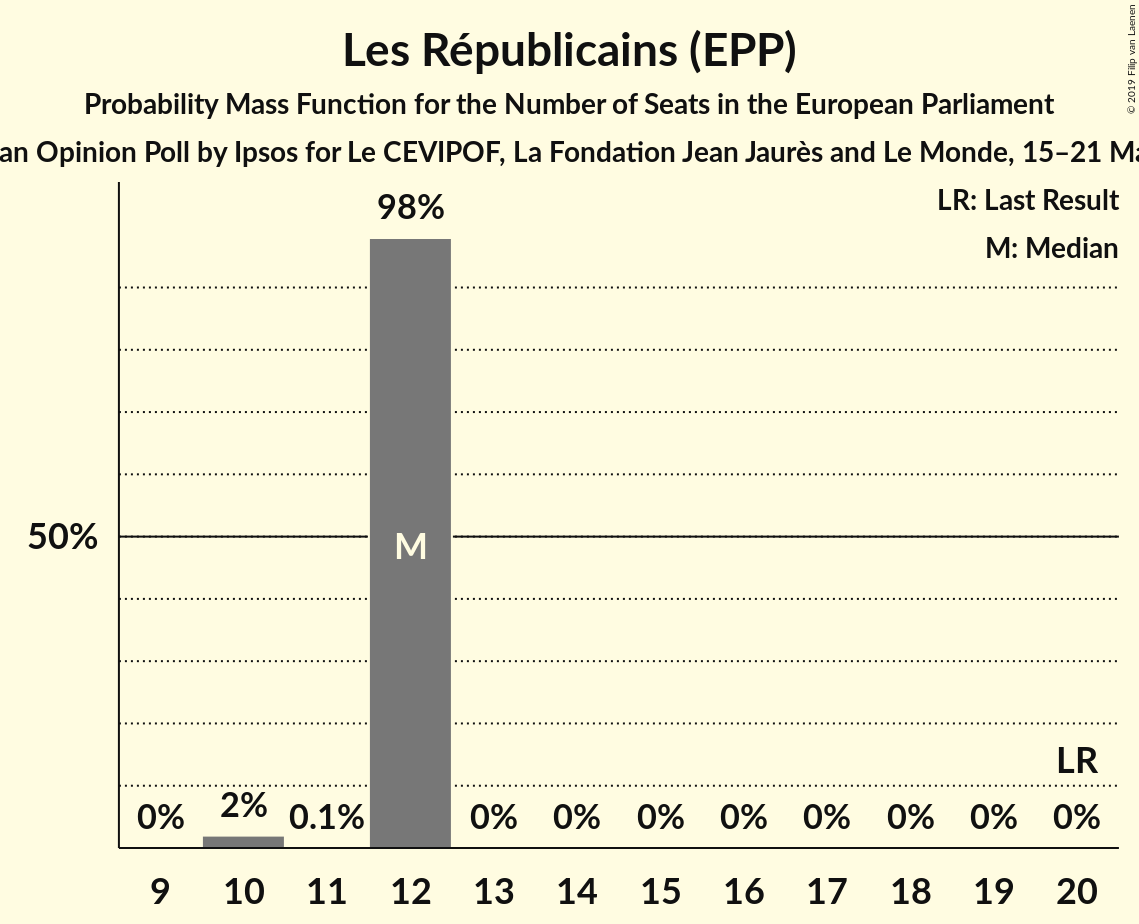 Les Républicains (EPP)
Probability Mass Function for the Number of Seats in the European Parliament
an Opinion Poll by Ipsos for Le CEVIPOF, La Fondation Jean Jaurès and Le Monde, 15–21 Ma
© 2019 Filip van Laenen
LR: Last Result
M: Median
98%
50%
M
LR
0% 2% 0.1% 0% 0% 0% 0% 0% 0% 0% 0%
9 10 11 12 13 14 15 16 17 18 19 20